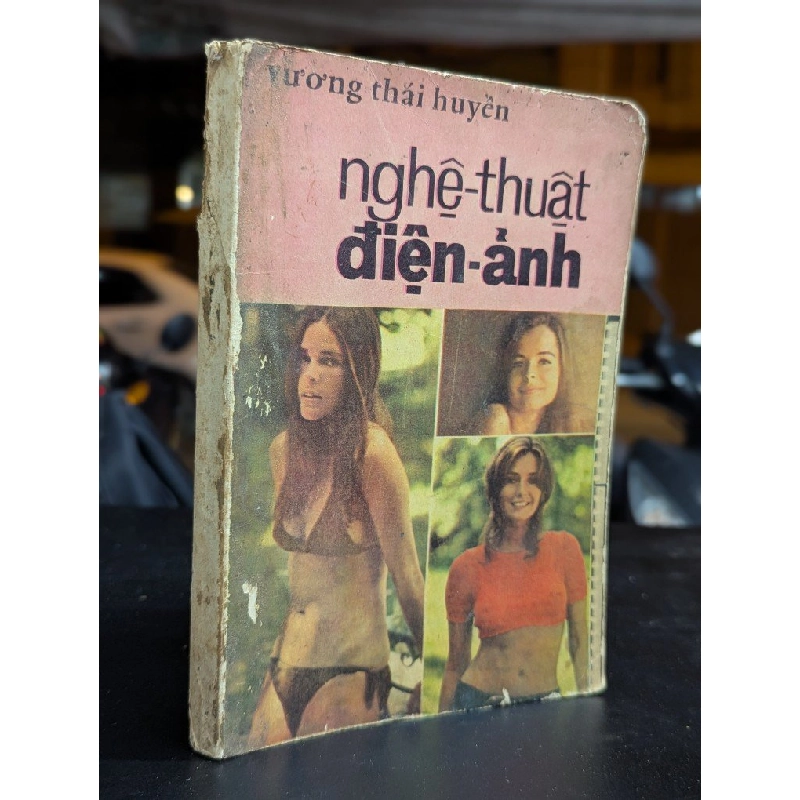 vương thái huyền
nghệ-thuật
điện-ảnh